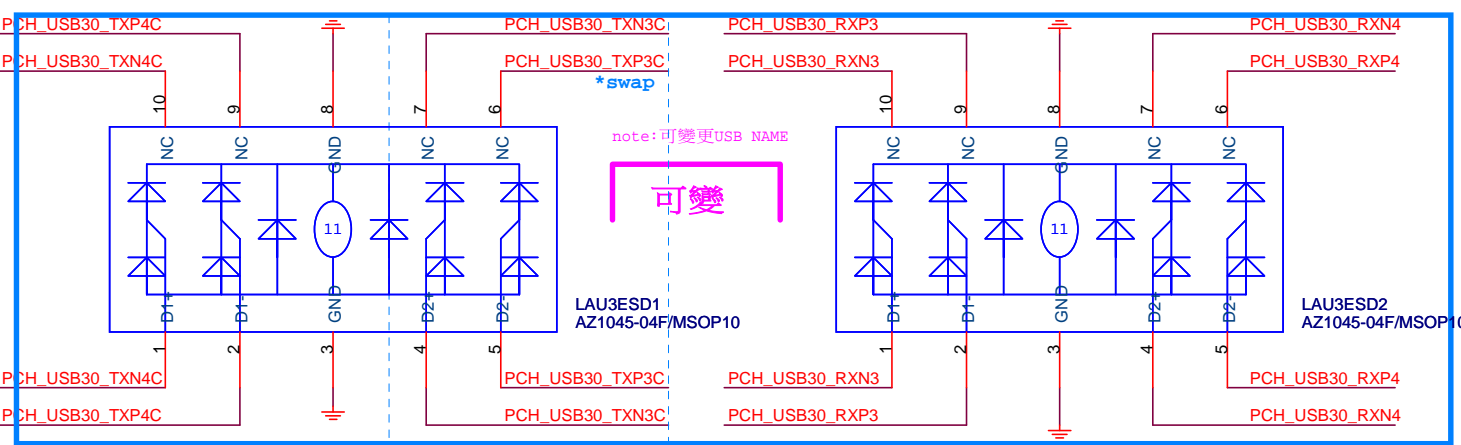 PCH_USB30_TXP4C
PCH_USB30_TXN3C
PCH_USB30_RXP3
PCH_USB30_RXN4
PCH_USB30_TXN4C
PCH_USB30_TXP3C
PCH_USB30_RXN3
PCH_USB30_RXP4
*swap
10 9 8 7 6
10 9 8 7 6
note:可變更USB NAME
NC NC GND NC NC
NC NC GND NC NC
可變
11
11
D1+ D1- GND D2+ D2-
D1+ D1- GND D2+ D2-
LAU3ESD1
AZ1045-04F/MSOP10
LAU3ESD2
AZ1045-04F/MSOP10
1 2 3 4 5
1 2 3 4 5
PCH_USB30_TXN4C
PCH_USB30_TXP3C
PCH_USB30_RXN3
PCH_USB30_RXP4
PCH_USB30_TXP4C
PCH_USB30_TXN3C
PCH_USB30_RXP3
PCH_USB30_RXN4